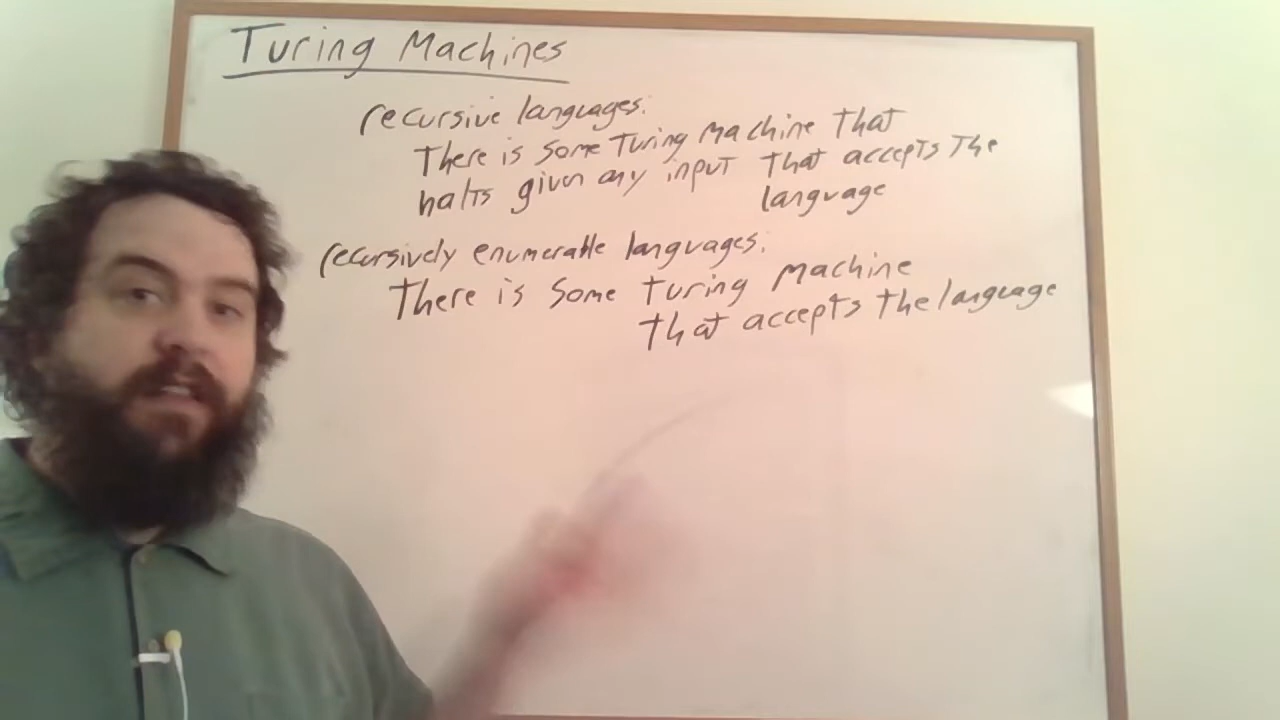 Turing Machines
recursive languages:
There is some Turing Machine that
halts given any input that accepts the
language
recursively enumerable languages:
There is some Turing Machine
that accepts the language